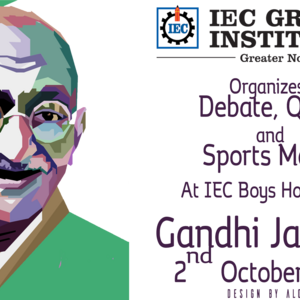 IEC
IEC GR
INSTIT
Greater No
Organizes
Debate, Q
and
Sports Me
At IEC Boys Ho
Gandhi Ja
2nd October
DESIGN BY AL